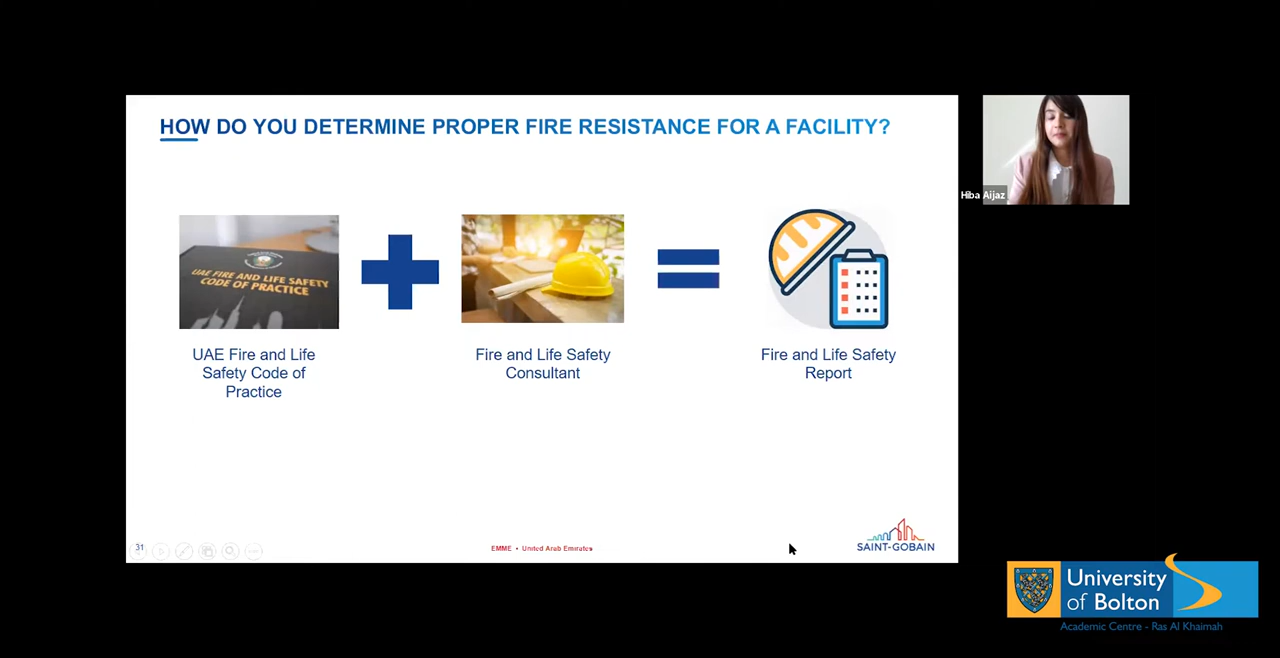 HOW DO YOU DETERMINE PROPER FIRE RESISTANCE FOR A FACILITY?
Hiba Aijaz
UAE FIRE AND LIFE SAFETY
CODE OF PRACTICE
UAE Fire and Life
Safety Code of
Practice
Fire and Life Safety
Consultant
Fire and Life Safety
Report
31
EMME • United Arab Emirates
SAINT-GOBAIN
University
of Bolton
Academic Centre - Ras Al Khaimah